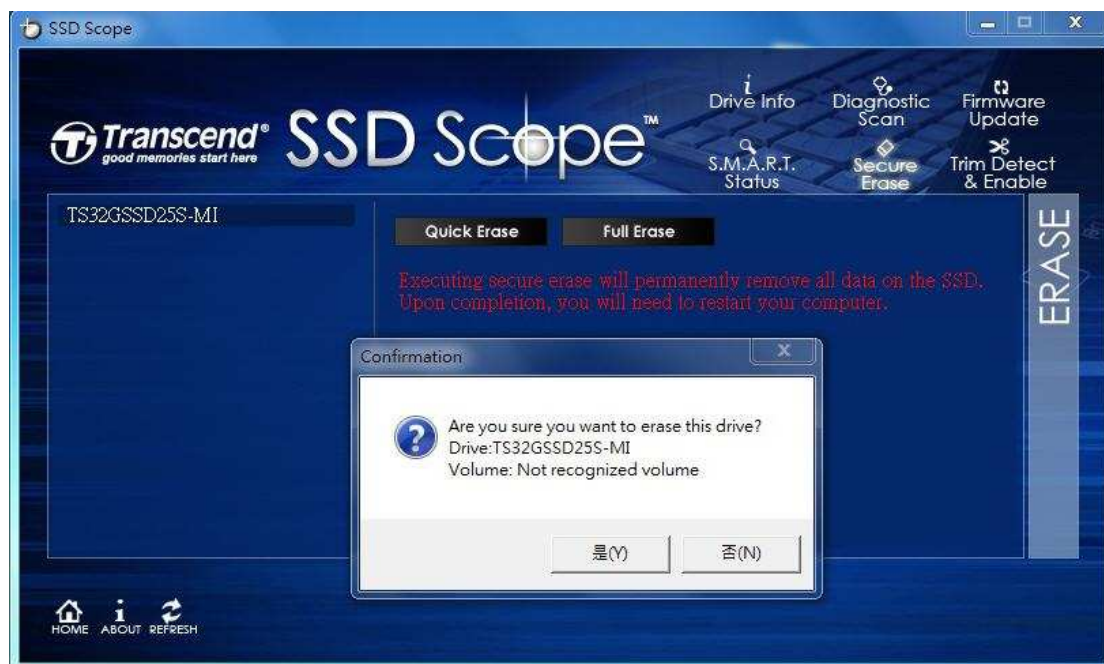 SSD Scope
Transcend®
good memories start here
SSD Scope™
i
Drive Info
Diagnostic
Scan
Firmware
Update
S.M.A.R.T.
Status
Secure
Erase
Trim Detect
& Enable
TS32GSSD25S-MI
Quick Erase
Full Erase
ERASE
Executing secure erase will permanently remove all data on the SSD.
Upon completion, you will need to restart your computer.
Confirmation
Are you sure you want to erase this drive?
Drive:TS32GSSD25S-MI
Volume: Not recognized volume
是(Y)
否(N)
HOME
i
ABOUT
REFRESH